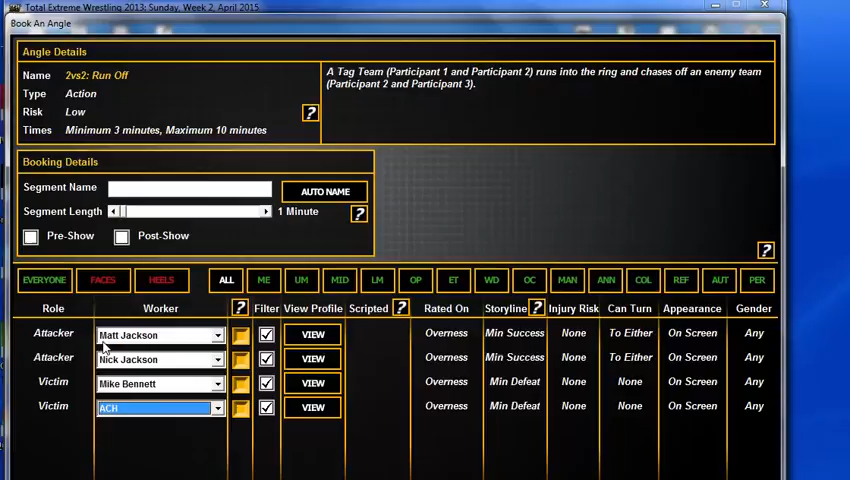 Total Extreme Wrestling 2013: Sunday, Week 2, April 2015
Book An Angle
Angle Details
Name 2vs2: Run Off
Type Action
Risk Low
Times Minimum 3 minutes, Maximum 10 minutes
?
A Tag Team (Participant 1 and Participant 2) runs into the ring and chases off an enemy team
(Participant 2 and Participant 3).
Booking Details
Segment Name AUTO NAME
Segment Length 1 Minute ?
Pre-Show Post-Show
?
EVERYONE FACES HEELS ALL ME UM MID LM OP ET WD OC MAN ANN COL REF AUT PER
Role Worker ? Filter View Profile Scripted ? Rated On Storyline ? Injury Risk Can Turn Appearance Gender
Attacker Matt Jackson VIEW Overness Min Success None To Either On Screen Any
Attacker Nick Jackson VIEW Overness Min Success None To Either On Screen Any
Victim Mike Bennett VIEW Overness Min Defeat None None On Screen Any
Victim ACH VIEW Overness Min Defeat None None On Screen Any